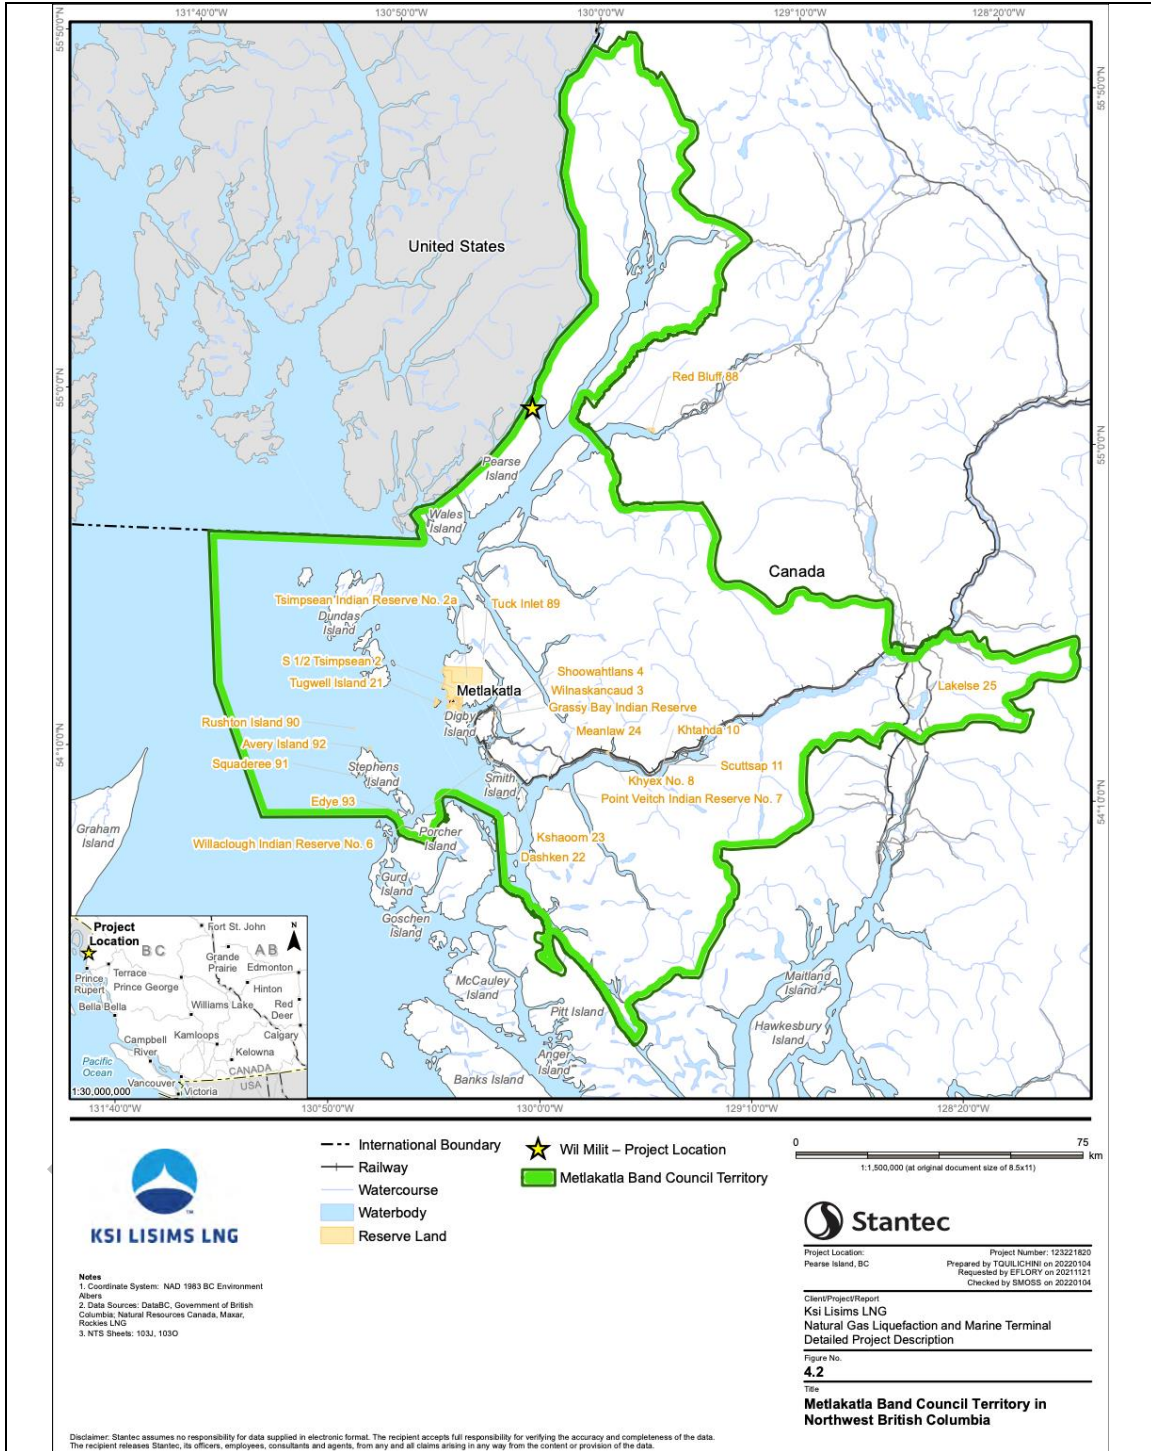 131°40'0"W
130°50'0"W
130°0'0"W
129°10'0"W
128°20'0"W
55°50'0"N
55°50'0"N
United States
Red Bluff 88
55°0'0"N
55°0'0"N
Pearse
Island
Wales
Island
Canada
Tsimpsean Indian Reserve No. 2a
Tuck Inlet 89
Dundas
Island
S 1/2 Tsimpsean 2
Shoowahtlans 4
Tugwell Island 21
Metlakatla
Wilnaskancaud 3
Lakelse 25
Grassy Bay Indian Reserve
Digby
Island
Rushton Island 90
Meanlaw 24
Khtahda 10
54°10'0"N
Avery Island 92
Squaderee 91
Stephens
Island
Scuttsap 11
Smith
Island
Khyex No. 8
Edye 93
Point Veitch Indian Reserve No. 7
54°10'0"N
Graham
Island
Porcher
Island
Willaclough Indian Reserve No. 6
Kshaoom 23
Dashken 22
Gurd
Island
Goschen
Island
McCauley
Island
Maitland
Island
Pitt Island
Hawkesbury
Island
Anger
Island
Banks Island
Project
Location
N
Fort St. John
BC
AB
Grande
Prairie
Edmonton
Prince
Rupert
Terrace
Prince George
Hinton
Bella Bella
Williams Lake
Red
Deer
Campbell
River
Kamloops
Calgary
Kelowna
Pacific
Ocean
CANADA
Vancouver
USA
Victoria
1:30,000,000
131°40'0"W
130°50'0"W
130°0'0"W
129°10'0"W
128°20'0"W
KSI LISIMS LNG
TM
International Boundary
Railway
Watercourse
Waterbody
Reserve Land
Wil Milit – Project Location
Metlakatla Band Council Territory
0
75
km
1:1,500,000 (at original document size of 8.5x11)
Stantec
Project Location:
Pearse Island, BC
Project Number: 123221820
Prepared by TQUILICHINI on 20220104
Requested by EFLORY on 20211121
Checked by SMOSS on 20220104
Client/Project/Report
Ksi Lisims LNG
Natural Gas Liquefaction and Marine Terminal
Detailed Project Description
Figure No.
4.2
Title
Metlakatla Band Council Territory in
Northwest British Columbia
Notes
1. Coordinate System: NAD 1983 BC Environment
Albers
2. Data Sources: DataBC, Government of British
Columbia; Natural Resources Canada, Maxar,
Rockies LNG
3. NTS Sheets: 103J, 103O
Disclaimer: Stantec assumes no responsibility for data supplied in electronic format. The recipient accepts full responsibility for verifying the accuracy and completeness of the data.
The recipient releases Stantec, its officers, employees, consultants and agents, from any and all claims arising in any way from the content or provision of the data.